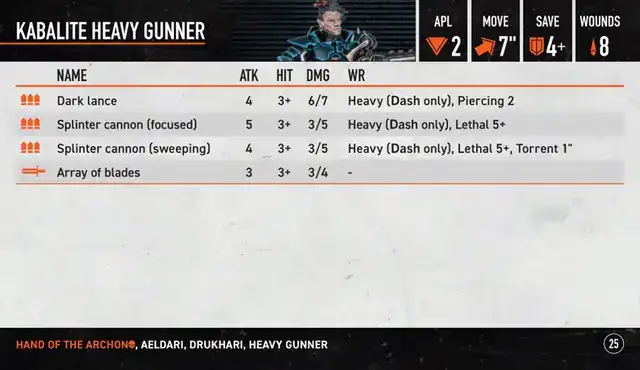 KABALITE HEAVY GUNNER
APL 2
MOVE 7"
SAVE 4+
WOUNDS 8
NAME ATK HIT DMG WR
Dark lance 4 3+ 6/7 Heavy (Dash only), Piercing 2
Splinter cannon (focused) 5 3+ 3/5 Heavy (Dash only), Lethal 5+
Splinter cannon (sweeping) 4 3+ 3/5 Heavy (Dash only), Lethal 5+, Torrent 1"
Array of blades 3 3+ 3/4 -
HAND OF THE ARCHON, AELDARI, DRUKHARI, HEAVY GUNNER
25